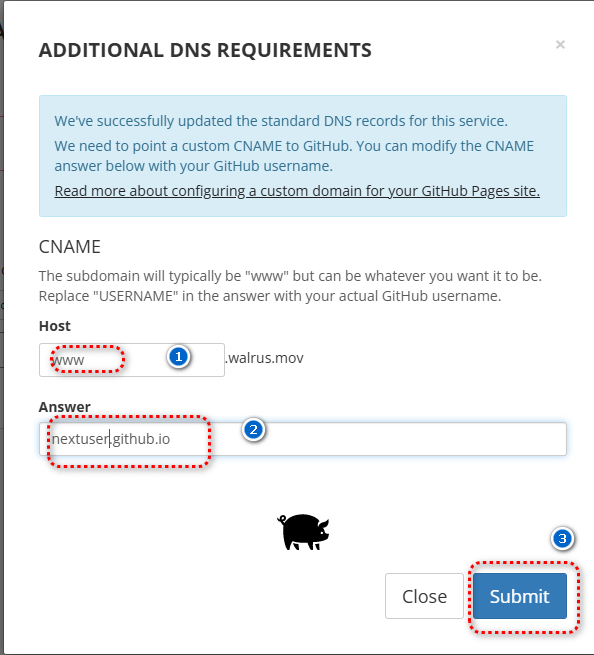 ADDITIONAL DNS REQUIREMENTS
×
We've successfully updated the standard DNS records for this service.
We need to point a custom CNAME to GitHub. You can modify the CNAME
answer below with your GitHub username.
Read more about configuring a custom domain for your GitHub Pages site.
CNAME
The subdomain will typically be "www" but can be whatever you want it to be.
Replace "USERNAME" in the answer with your actual GitHub username.
Host
www 1 .walrus.mov
Answer
2
nextuser.github.io
3
Close Submit